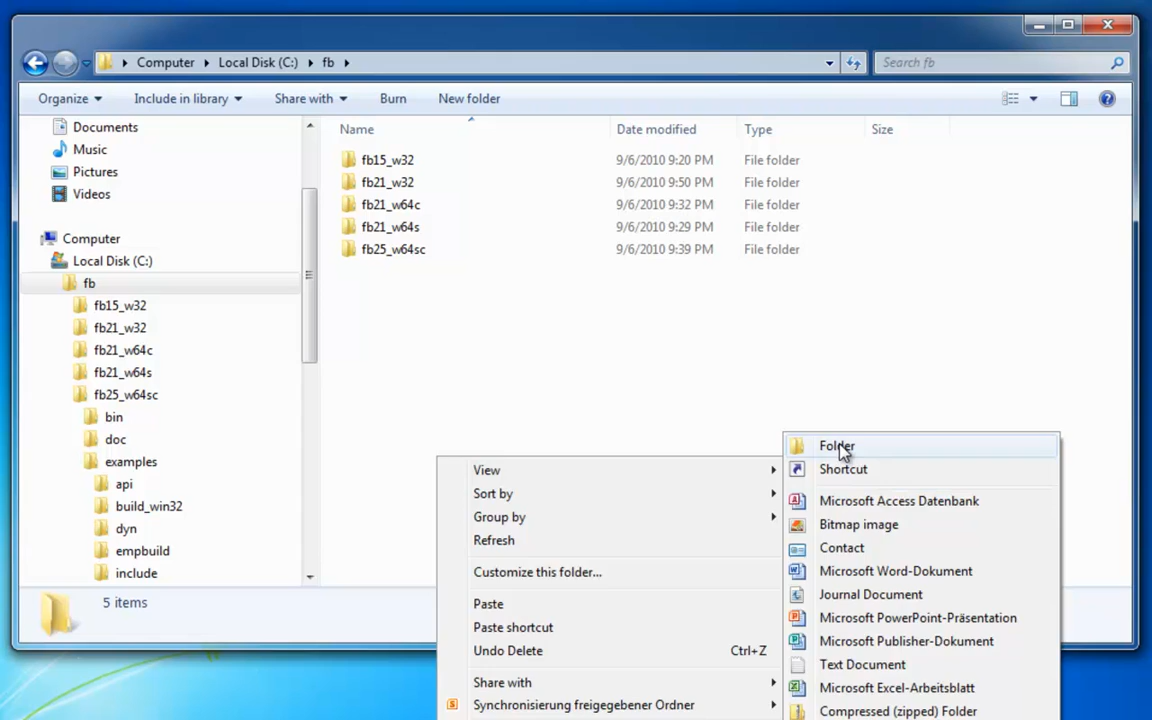 Computer Local Disk (C:) fb
Search fb
Organize Include in library Share with Burn New folder
Documents
Music
Pictures
Videos
Computer
Local Disk (C:)
fb
fb15_w32
fb21_w32
fb21_w64c
fb21_w64s
fb25_w64sc
bin
doc
examples
api
build_win32
dyn
empbuild
include
Name Date modified Type Size
fb15_w32 9/6/2010 9:20 PM File folder
fb21_w32 9/6/2010 9:50 PM File folder
fb21_w64c 9/6/2010 9:32 PM File folder
fb21_w64s 9/6/2010 9:29 PM File folder
fb25_w64sc 9/6/2010 9:39 PM File folder
5 items
View
Sort by
Group by
Refresh
Customize this folder...
Paste
Paste shortcut
Undo Delete Ctrl+Z
Share with
Synchronisierung freigegebener Ordner
Folder
Shortcut
Microsoft Access Datenbank
Bitmap image
Contact
Microsoft Word-Dokument
Journal Document
Microsoft PowerPoint-Präsentation
Microsoft Publisher-Dokument
Text Document
Microsoft Excel-Arbeitsblatt
Compressed (zipped) Folder